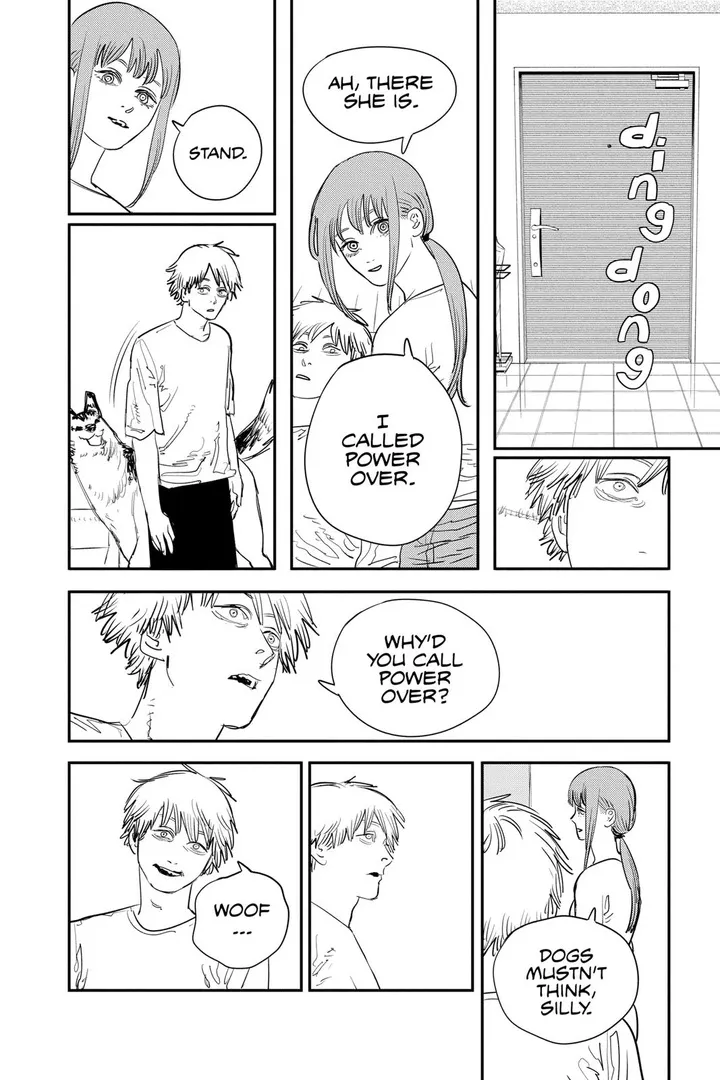 ding
dong
AH, THERE
SHE IS.
I
CALLED
POWER
OVER.
STAND.
WHY'D
YOU CALL
POWER
OVER?
DOGS
MUSTN'T
THINK,
SILLY.
WOOF
...